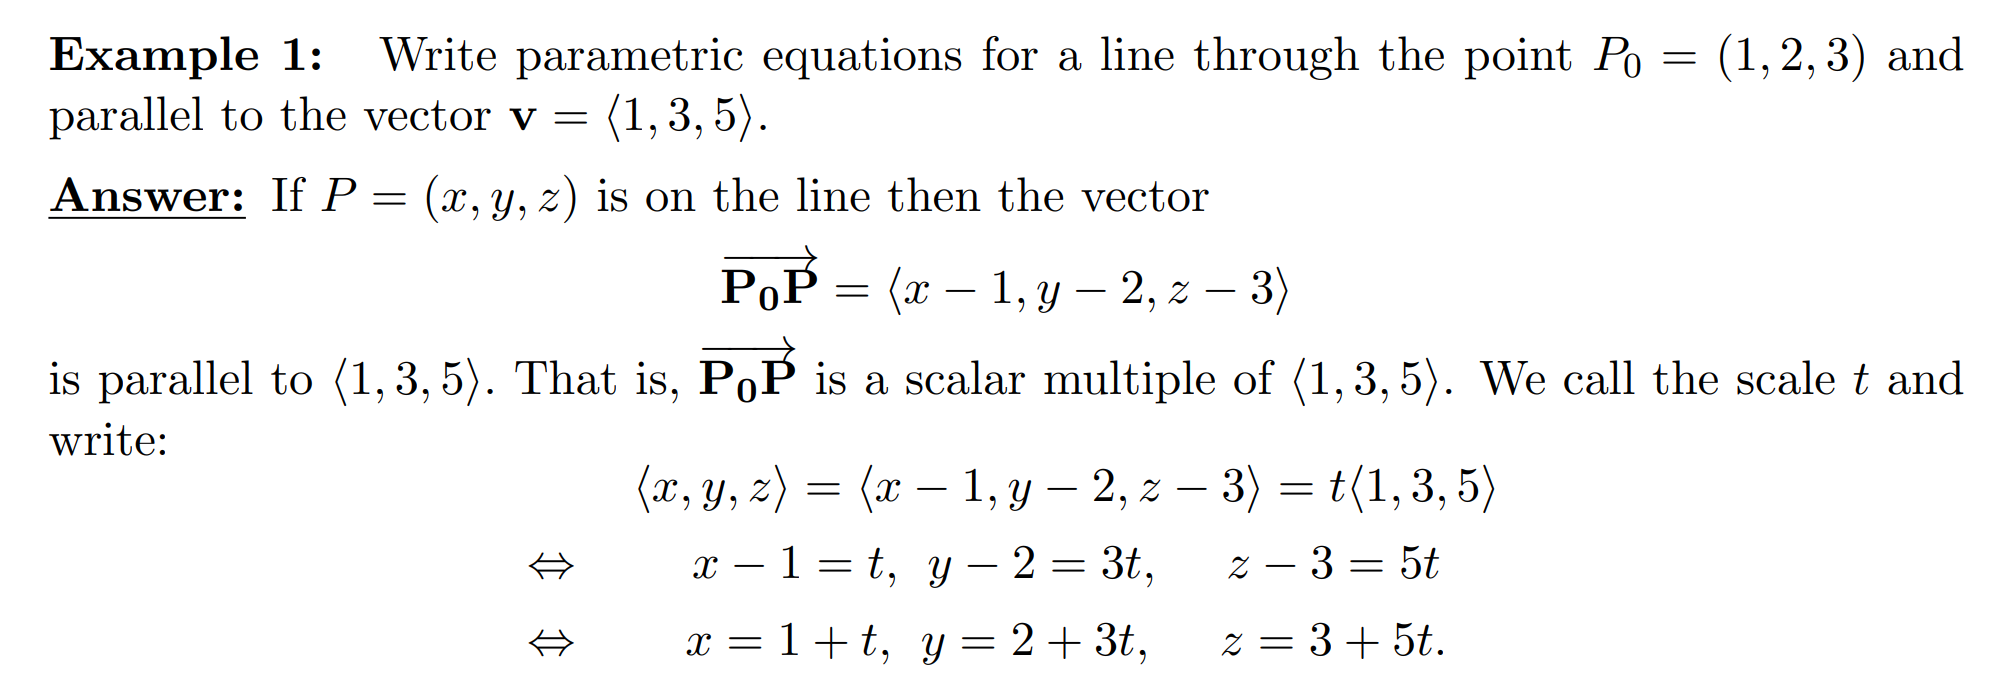 Example 1: Write parametric equations for a line through the point P₀ = (1, 2, 3) and
parallel to the vector v = ⟨1, 3, 5⟩.
Answer: If P = (x, y, z) is on the line then the vector
P₀P⃗ = ⟨x − 1, y − 2, z − 3⟩
is parallel to ⟨1, 3, 5⟩. That is, P₀P⃗ is a scalar multiple of ⟨1, 3, 5⟩. We call the scale t and
write:
⟨x, y, z⟩ = ⟨x − 1, y − 2, z − 3⟩ = t⟨1, 3, 5⟩
⇔ x − 1 = t, y − 2 = 3t, z − 3 = 5t
⇔ x = 1 + t, y = 2 + 3t, z = 3 + 5t.